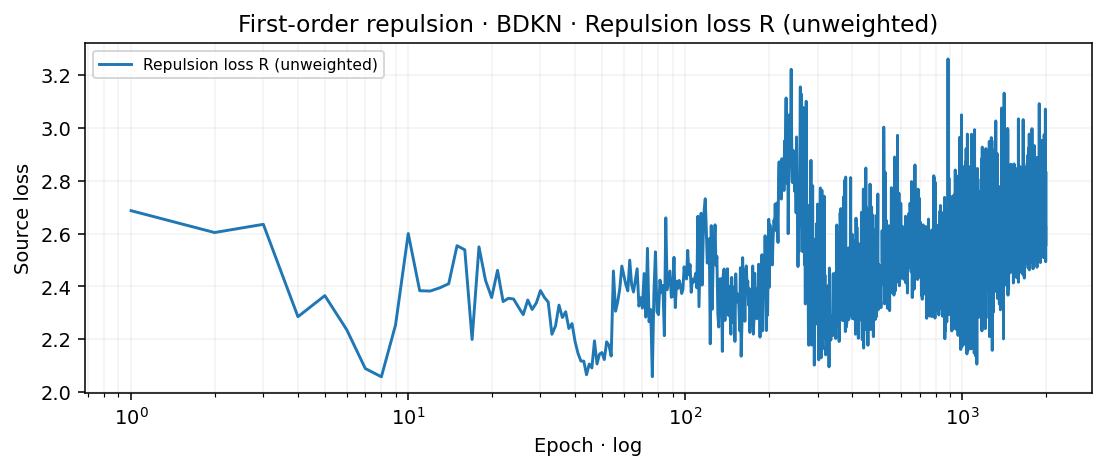 First-order repulsion · BDKN · Repulsion loss R (unweighted)
Repulsion loss R (unweighted)
Source loss
3.2
3.0
2.8
2.6
2.4
2.2
2.0
10⁰
10¹
10²
10³
Epoch · log